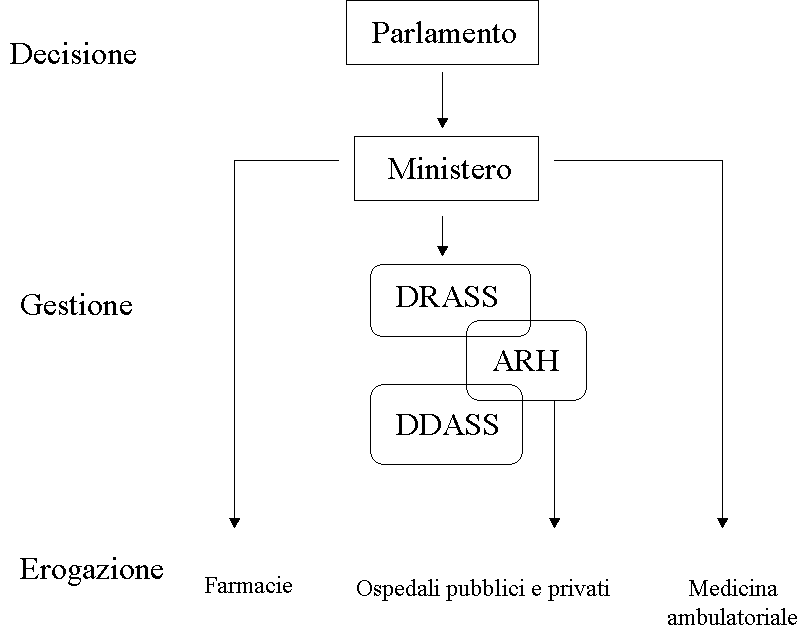 Parlamento
Decisione
Ministero
DRASS
Gestione
ARH
DDASS
Erogazione
Farmacie
Ospedali pubblici e privati
Medicina
ambulatoriale